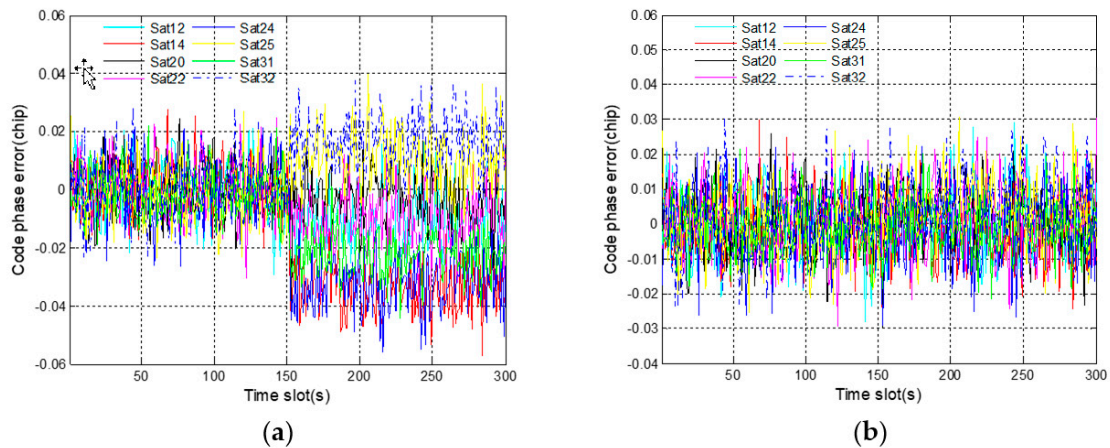 0.06
0.04
0.02
0
-0.02
-0.04
-0.06
Code phase error(chip)
Sat12 Sat24
Sat14 Sat25
Sat20 Sat31
Sat22 Sat32
50 100 150 200 250 300
Time slot(s)
(a)
0.06
0.05
0.04
0.03
0.02
0.01
0
-0.01
-0.02
-0.03
-0.04
Code phase error(chip)
Sat12 Sat24
Sat14 Sat25
Sat20 Sat31
Sat22 Sat32
50 100 150 200 250 300
Time slot(s)
(b)